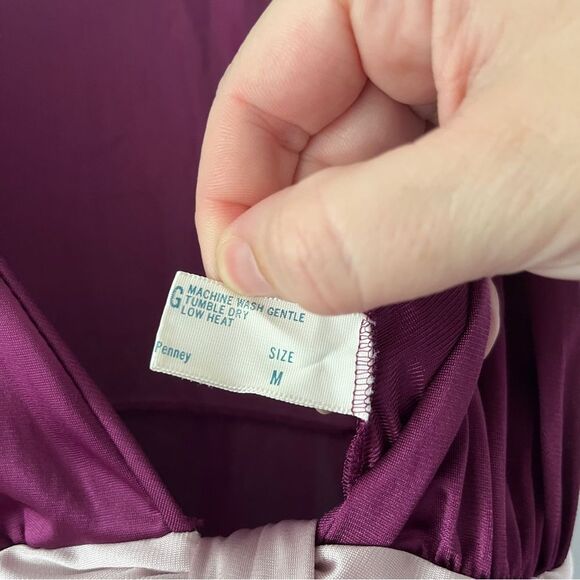 G MACHINE WASH GENTLE
TUMBLE DRY
LOW HEAT
Penney SIZE
M